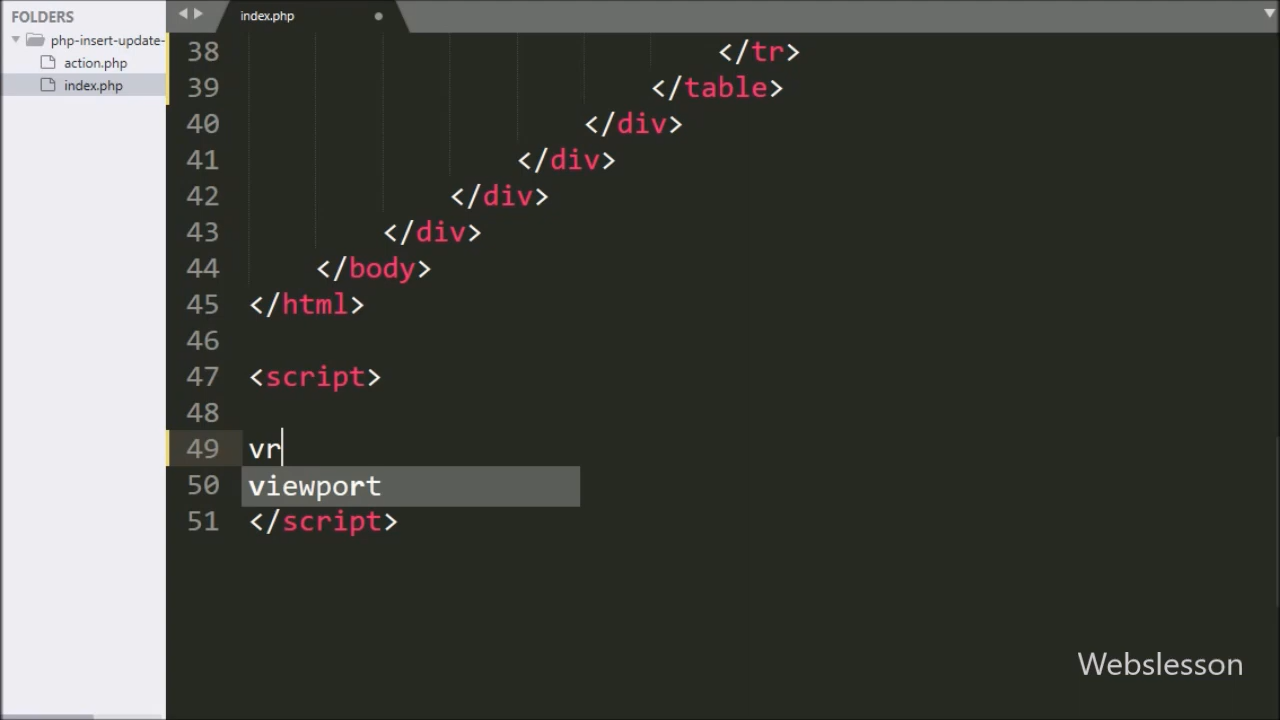 FOLDERS
php-insert-update-
action.php
index.php
index.php
38 </tr>
39 </table>
40 </div>
41 </div>
42 </div>
43 </div>
44 </body>
45 </html>
46
47 <script>
48
49 vr
50 viewport
51 </script>
Webslesson